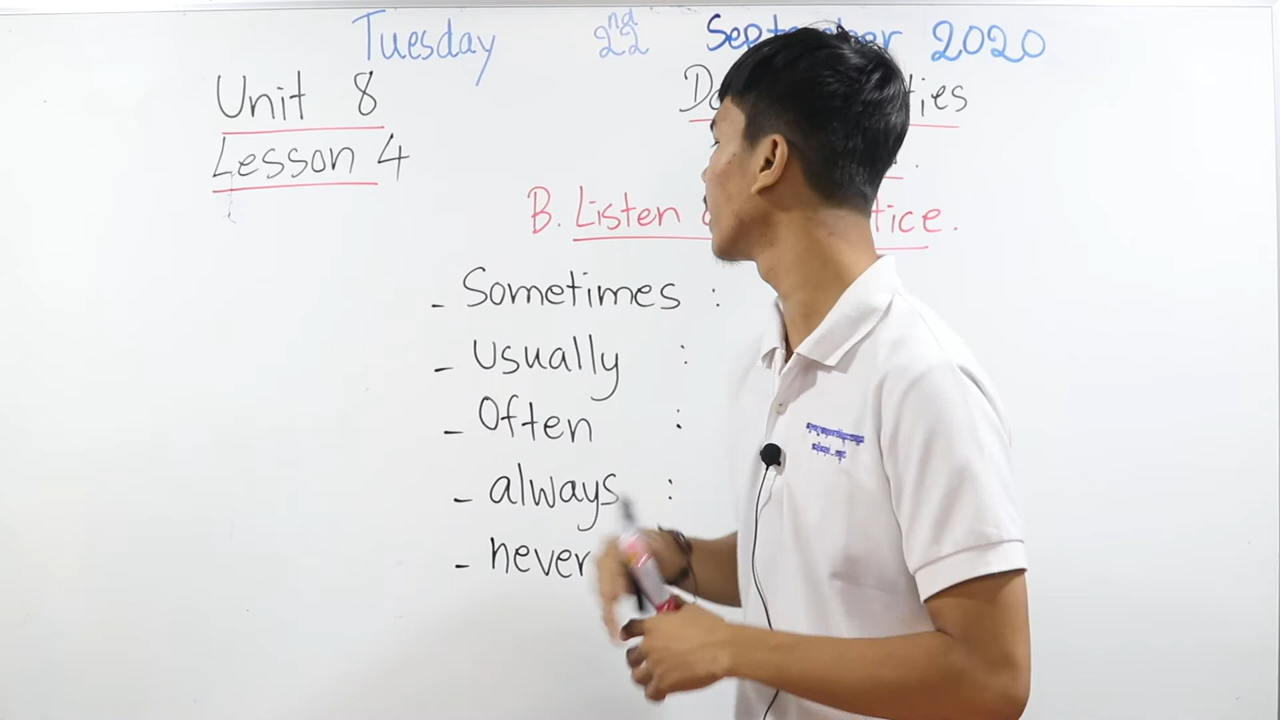 Tuesday 22nd September 2020
Unit 8
Lesson 4
B. Listen
- Sometimes :
- Usually :
- Often :
- always :
- never